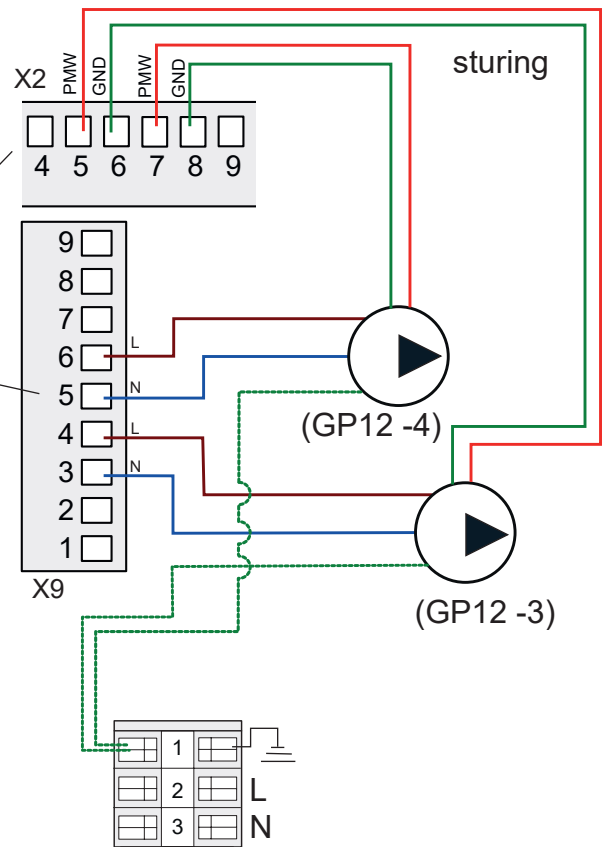 sturing
X2
PMW
GND
PMW
GND
4 5 6 7 8 9
9
8
7
6 L
5 N
4 L
3 N
2
1
X9
(GP12 -4)
(GP12 -3)
1
2 L
3 N